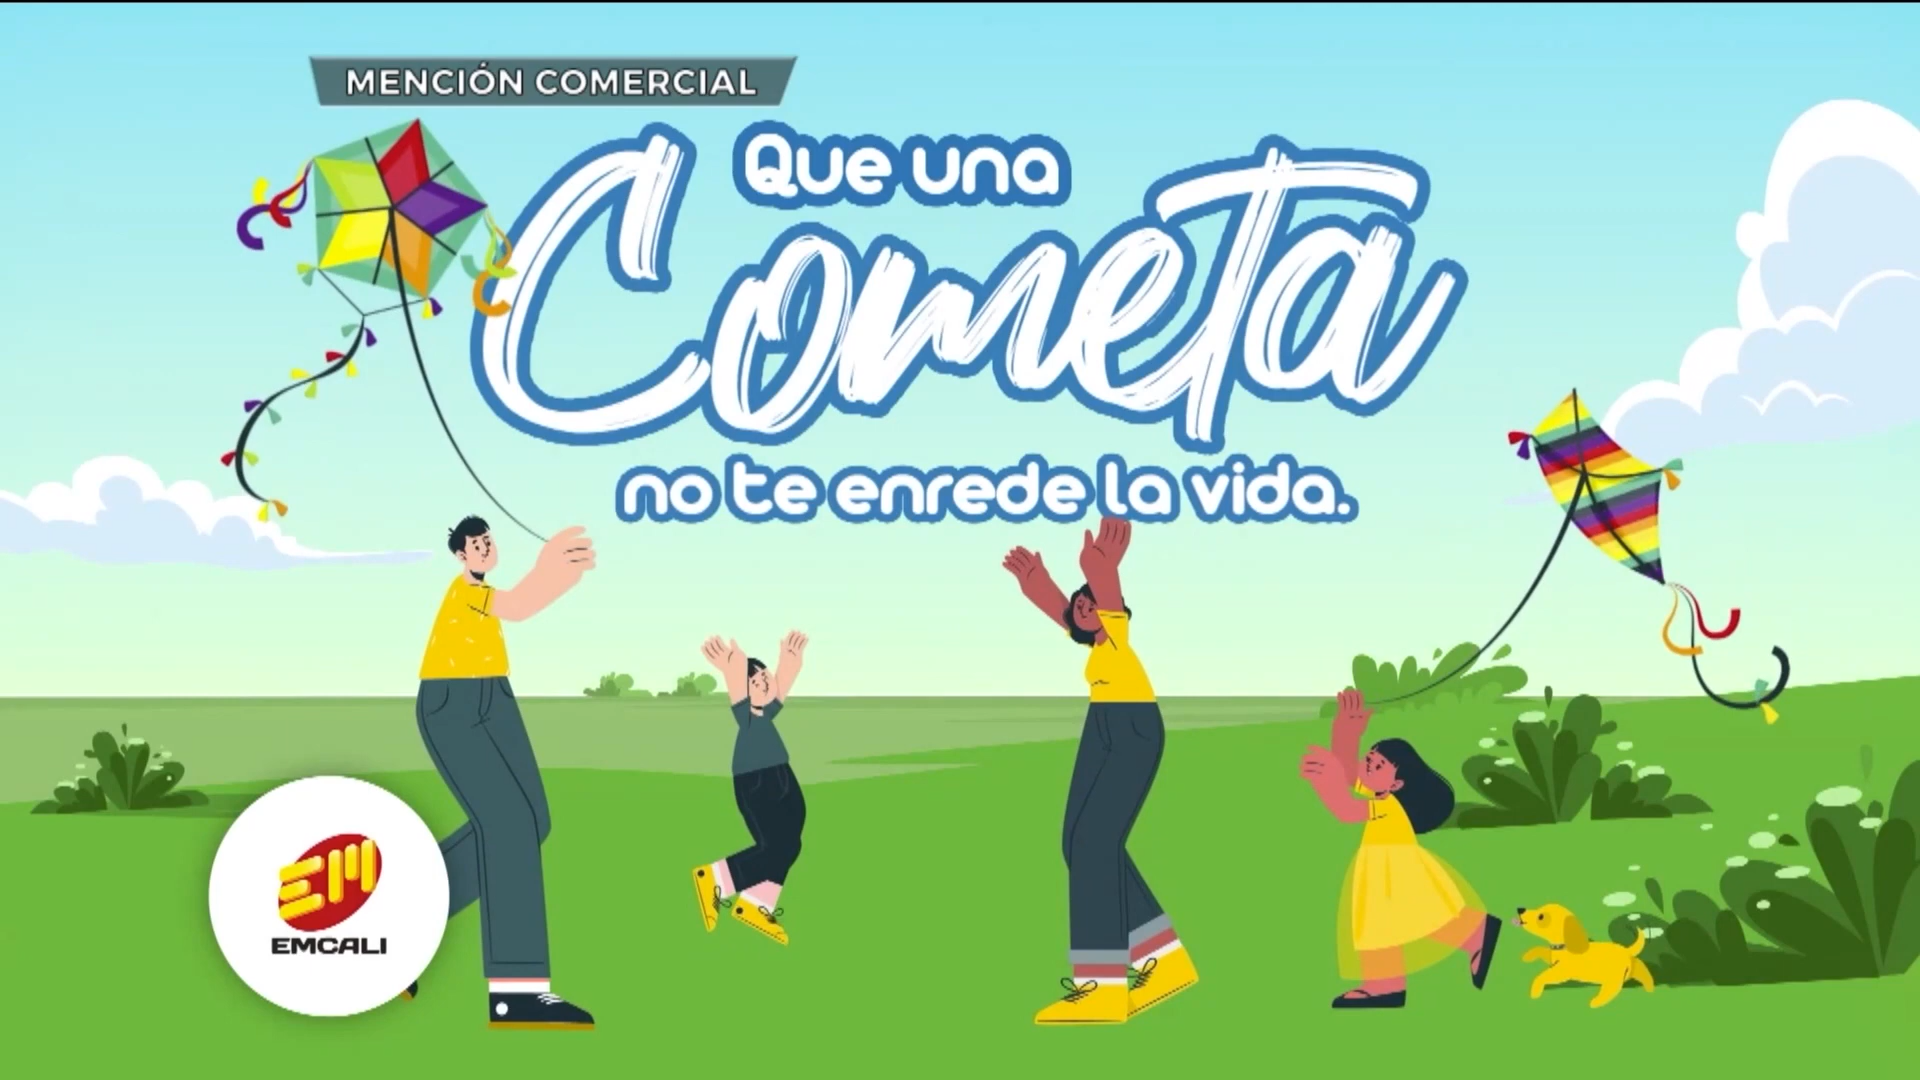 MENCIÓN COMERCIAL
Que una
Cometa
no te enrede la vida.
EM
EMCALI